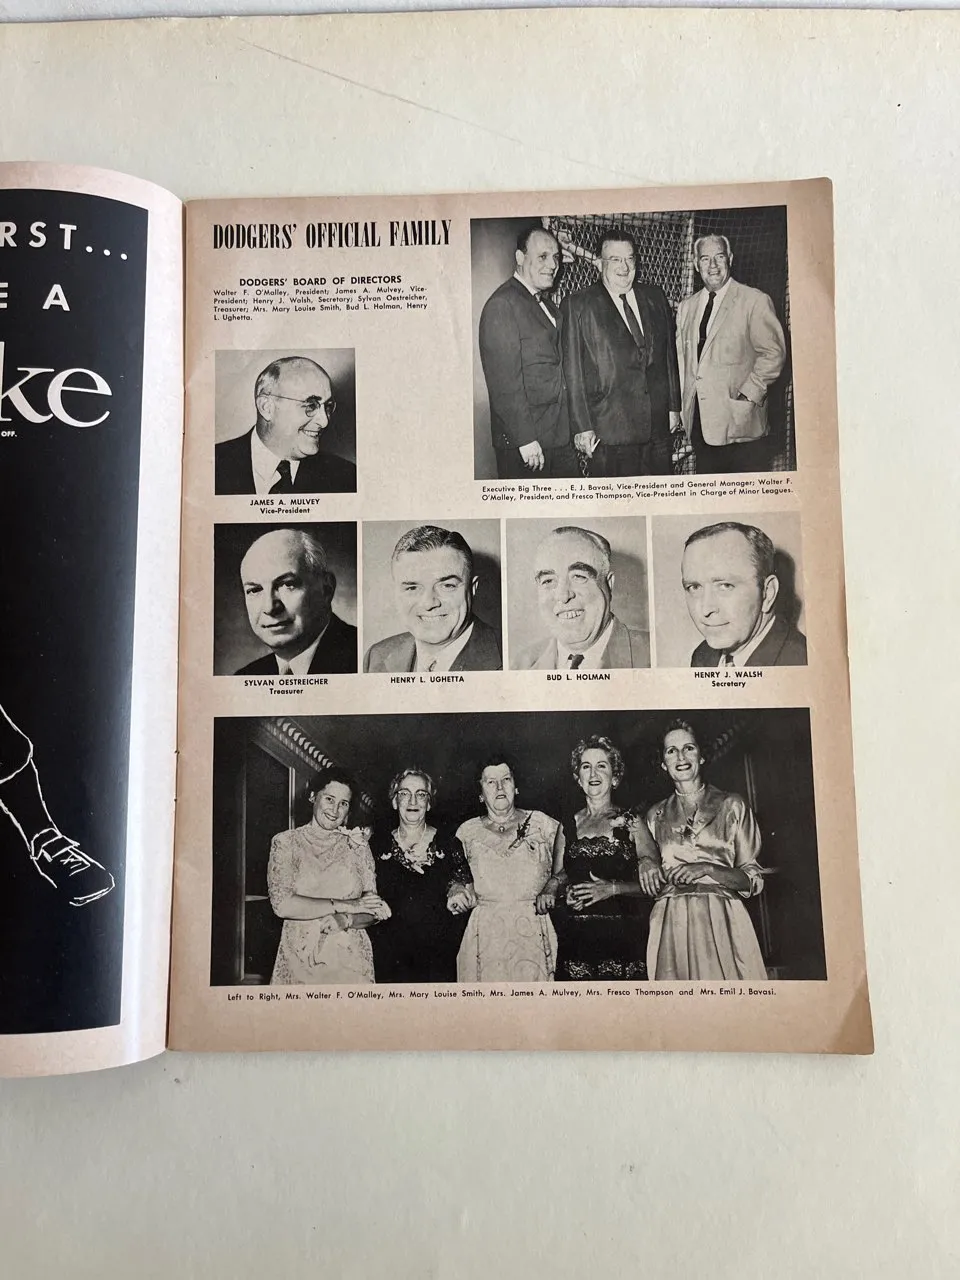 RST...
E A
ke
OFF.
DODGERS' OFFICIAL FAMILY
DODGERS' BOARD OF DIRECTORS
Walter F. O'Malley, President; James A. Mulvey, Vice-
President; Henry J. Walsh, Secretary; Sylvan Oestreicher,
Treasurer; Mrs. Mary Louise Smith, Bud L. Holman, Henry
L. Ughetta.
JAMES A. MULVEY
Vice-President
Executive Big Three . . . E. J. Bavasi, Vice-President and General Manager; Walter F.
O'Malley, President, and Fresco Thompson, Vice-President in Charge of Minor Leagues.
SYLVAN OESTREICHER
Treasurer
HENRY L. UGHETTA
BUD L. HOLMAN
HENRY J. WALSH
Secretary
Left to Right, Mrs. Walter F. O'Malley, Mrs. Mary Louise Smith, Mrs. James A. Mulvey, Mrs. Fresco Thompson and Mrs. Emil J. Bavasi.